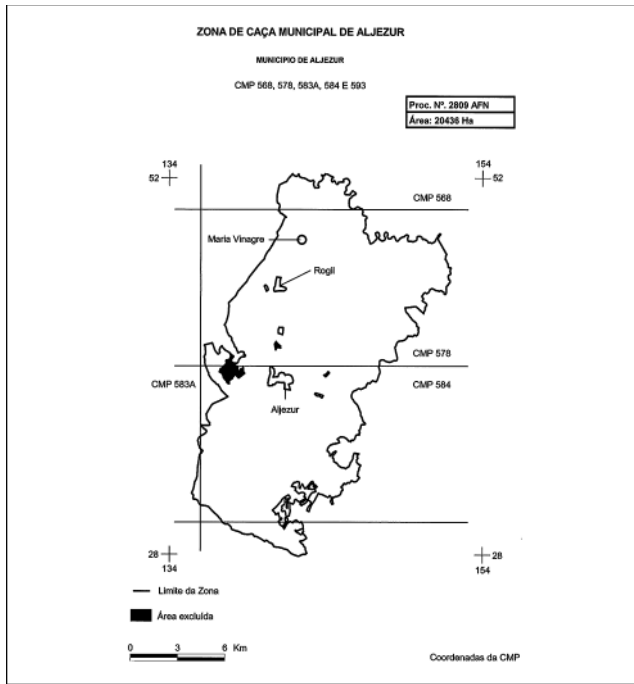 ZONA DE CAÇA MUNICIPAL DE ALJEZUR
MUNICIPIO DE ALJEZUR
CMP 568, 578, 583A, 584 E 593
Proc. Nº. 2809 AFN
Área: 20436 Ha
134
154
52
52
CMP 568
Maria Vinagre
Rogil
CMP 578
CMP 583A
CMP 584
Aljezur
28
28
134
154
Limite da Zona
Área excluída
0 3 6 Km
Coordenadas da CMP